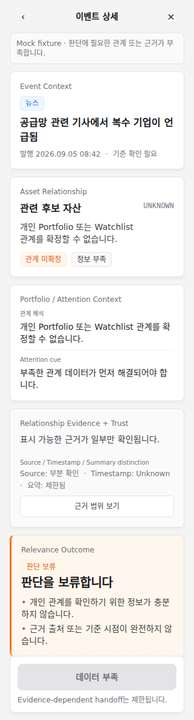 ‹ 이벤트 상세 ×
Mock fixture · 판단에 필요한 관계 또는 근거가 부
족합니다.
Event Context
뉴스
공급망 관련 기사에서 복수 기업이 언
급됨
발행 2026.09.05 08:42 · 기준 확인 필요
Asset Relationship
관련 후보 자산 UNKNOWN
개인 Portfolio 또는 Watchlist
관계를 확정할 수 없습니다.
관계 미확정 정보 부족
Portfolio / Attention Context
관계 해석
개인 Portfolio 또는 Watchlist 관계를 확
정할 수 없습니다.
Attention cue
부족한 관계 데이터가 먼저 해결되어야 합
니다.
Relationship Evidence + Trust
표시 가능한 근거가 일부만 확인됩니다.
Source / Timestamp / Summary distinction
Source: 부분 확인 · Timestamp: Unknown
· 요약: 제한됨
근거 범위 보기
Relevance Outcome
판단 보류
판단을 보류합니다
• 개인 관계를 확인하기 위한 정보가 충분
하지 않습니다.
• 근거 출처 또는 기준 시점이 완전하지 않
습니다.
데이터 부족
Evidence-dependent handoff는 제한됩니다.